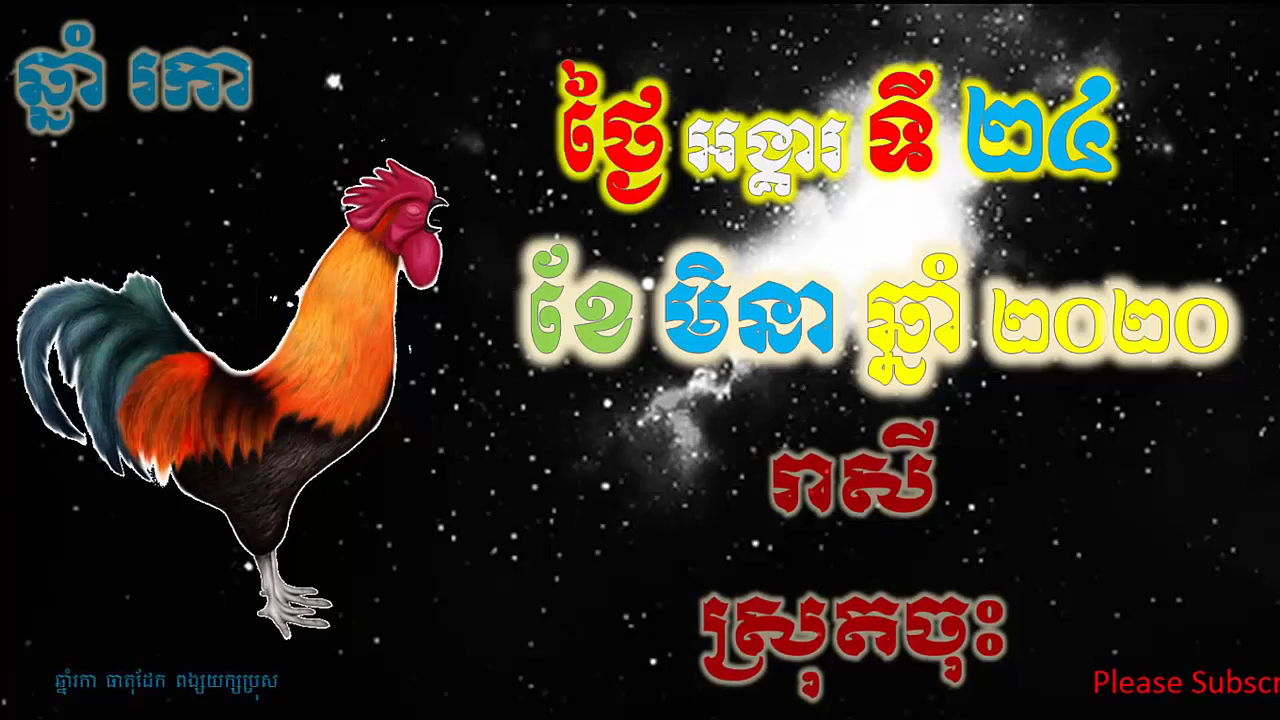 ឆ្នាំ រកា
ថ្ងៃ អង្គារ ទី ២៤
ខែ មិនា ឆ្នាំ ២០២០
រាសី
ស្រុតចុះ
ឆ្នាំរកា ធាតុដែក ពង្សយក្សប្រុស
Please Subscr